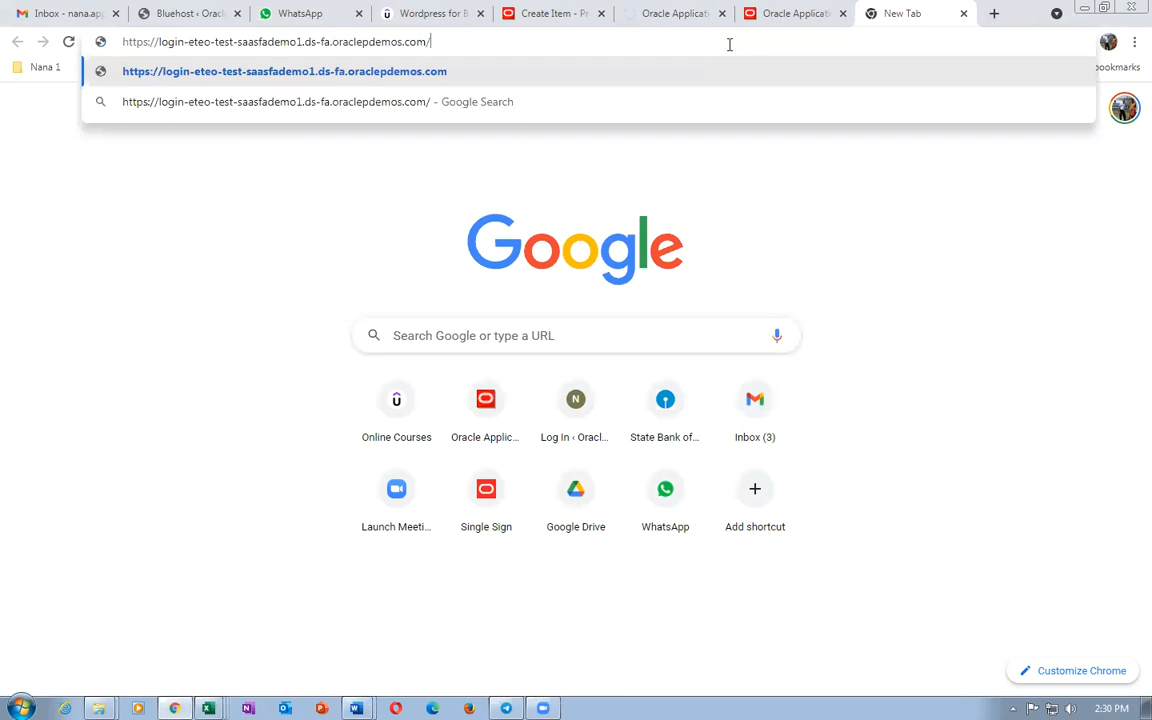 Inbox - nana.app
Bluehost ‹ Oracl
WhatsApp
Wordpress for B
Create Item - Pr
Oracle Applicati
Oracle Applicati
New Tab
https://login-eteo-test-saasfademo1.ds-fa.oraclepdemos.com/
Nana 1
bookmarks
https://login-eteo-test-saasfademo1.ds-fa.oraclepdemos.com
https://login-eteo-test-saasfademo1.ds-fa.oraclepdemos.com/ - Google Search
Google
Search Google or type a URL
Online Courses
Oracle Applic...
Log In ‹ Oracl...
State Bank of...
Inbox (3)
Launch Meeti...
Single Sign
Google Drive
WhatsApp
Add shortcut
Customize Chrome
2:30 PM